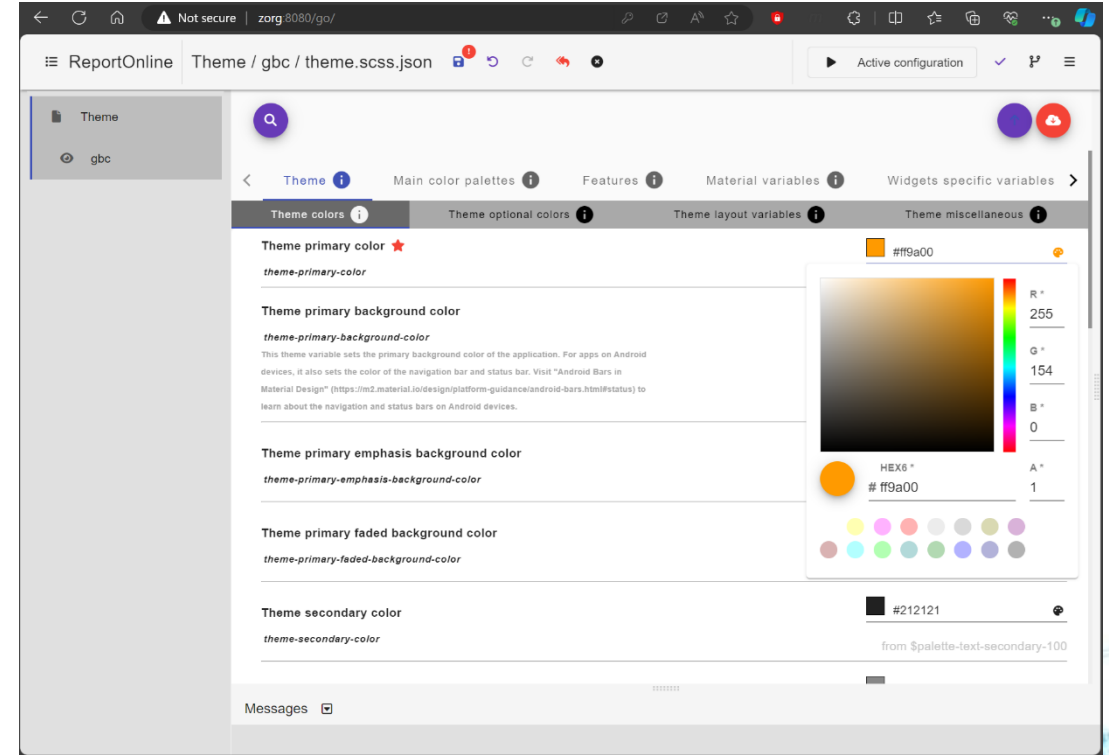 Not secure | zorg:8080/go/
ReportOnline Theme / gbc / theme.scss.json ! Active configuration
Theme
gbc
Theme i Main color palettes i Features i Material variables i Widgets specific variables
Theme colors i Theme optional colors i Theme layout variables i Theme miscellaneous i
Theme primary color #ff9a00
theme-primary-color
Theme primary background color
theme-primary-background-color
This theme variable sets the primary background color of the application. For apps on Android
devices, it also sets the color of the navigation bar and status bar. Visit "Android Bars in
Material Design" (https://m2.material.io/design/platform-guidance/android-bars.html#status) to
learn about the navigation and status bars on Android devices.
R *
255
G *
154
B *
0
HEX6 * A *
# ff9a00 1
Theme primary emphasis background color
theme-primary-emphasis-background-color
Theme primary faded background color
theme-primary-faded-background-color
Theme secondary color #212121
theme-secondary-color
from $palette-text-secondary-100
Messages